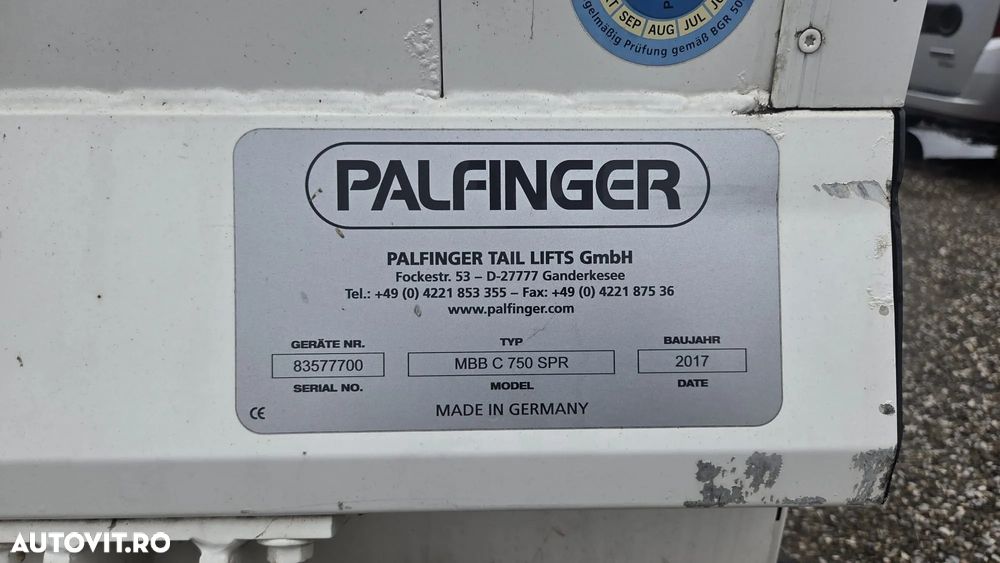 SEP AUG JUL
gelmäßig Prüfung gemäß BGR 50
PALFINGER
PALFINGER TAIL LIFTS GmbH
Fockestr. 53 – D-27777 Ganderkesee
Tel.: +49 (0) 4221 853 355 – Fax: +49 (0) 4221 875 36
www.palfinger.com
GERÄTE NR. TYP BAUJAHR
83577700 MBB C 750 SPR 2017
SERIAL NO. MODEL DATE
CE MADE IN GERMANY
AUTOVIT.RO